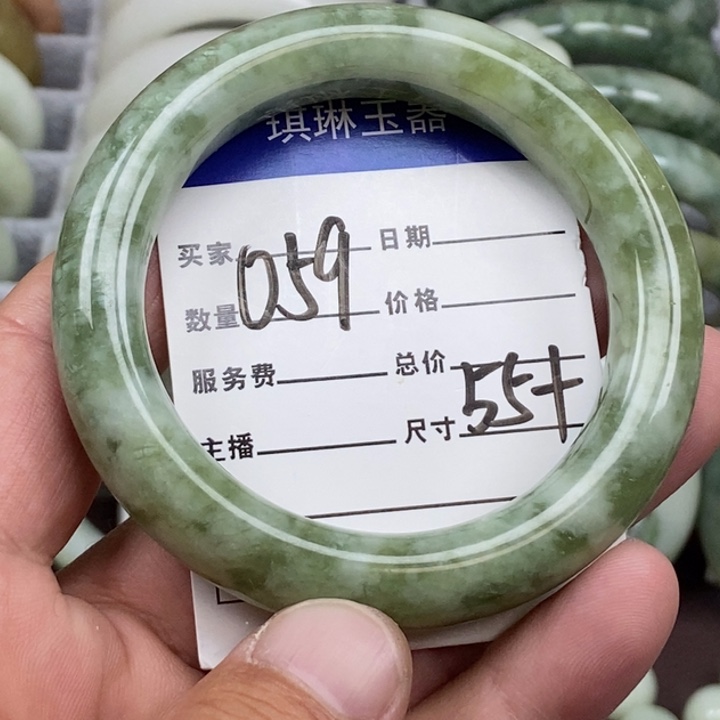 琪琳玉器
买家 059 日期
数量 价格
服务费 总价
主播 尺寸 55+